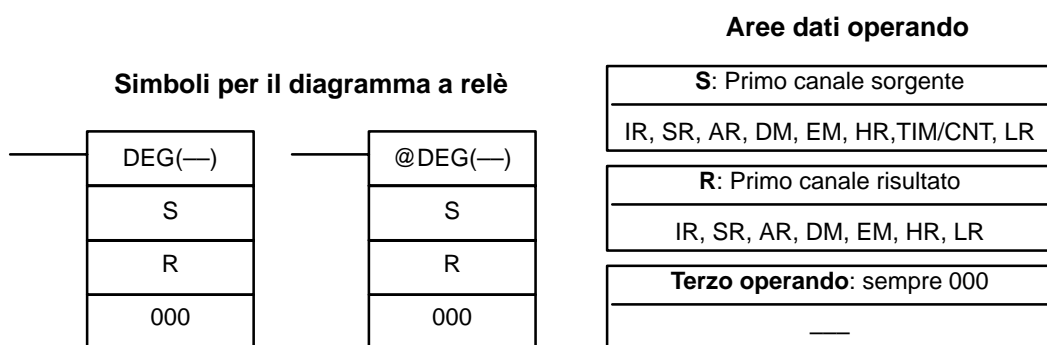 Aree dati operando
Simboli per il diagramma a relè
DEG(––)
S
R
000
@DEG(––)
S
R
000
S: Primo canale sorgente
IR, SR, AR, DM, EM, HR,TIM/CNT, LR
R: Primo canale risultato
IR, SR, AR, DM, EM, HR, LR
Terzo operando: sempre 000
___